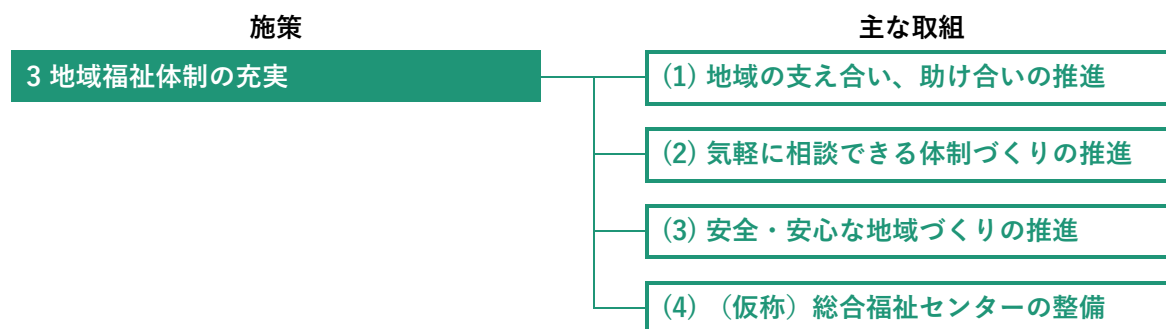 施策
主な取組
3 地域福祉体制の充実
(1) 地域の支え合い、助け合いの推進
(2) 気軽に相談できる体制づくりの推進
(3) 安全・安心な地域づくりの推進
(4) （仮称）総合福祉センターの整備